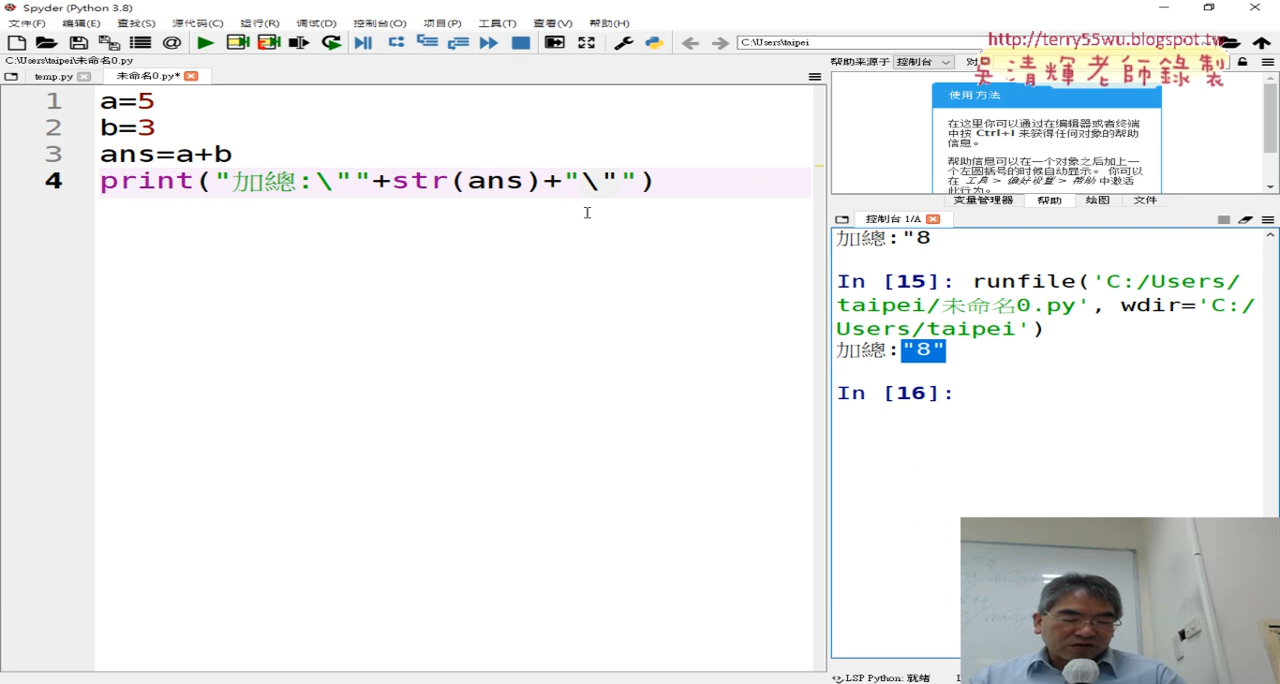 Spyder (Python 3.8)
文件(F) 编辑(E) 查找(S) 源代码(C) 运行(R) 调试(D) 控制台(O) 项目(P) 工具(T) 查看(V) 帮助(H)
C:\Users\taipei
http://terry55wu.blogspot.tw
吳清輝老師錄製
C:\Users\taipei\未命名0.py
temp.py 未命名0.py*
1 a=5
2 b=3
3 ans=a+b
4 print("加總:\""+str(ans)+"\"")
帮助来源于 控制台 对
使用方法
在这里你可以通过在编辑器或者终端
中按 Ctrl+I 来获得任何对象的帮助
信息。
帮助信息可以在一个对象之后加上一
个左圆括号的时候自动显示。 你可以
在 工具 > 偏好设置 > 帮助 中激活
此行为。
变量管理器 帮助 绘图 文件
控制台 1/A
加總:"8
In [15]: runfile('C:/Users/
taipei/未命名0.py', wdir='C:/
Users/taipei')
加總:"8"
In [16]:
LSP Python: 就绪